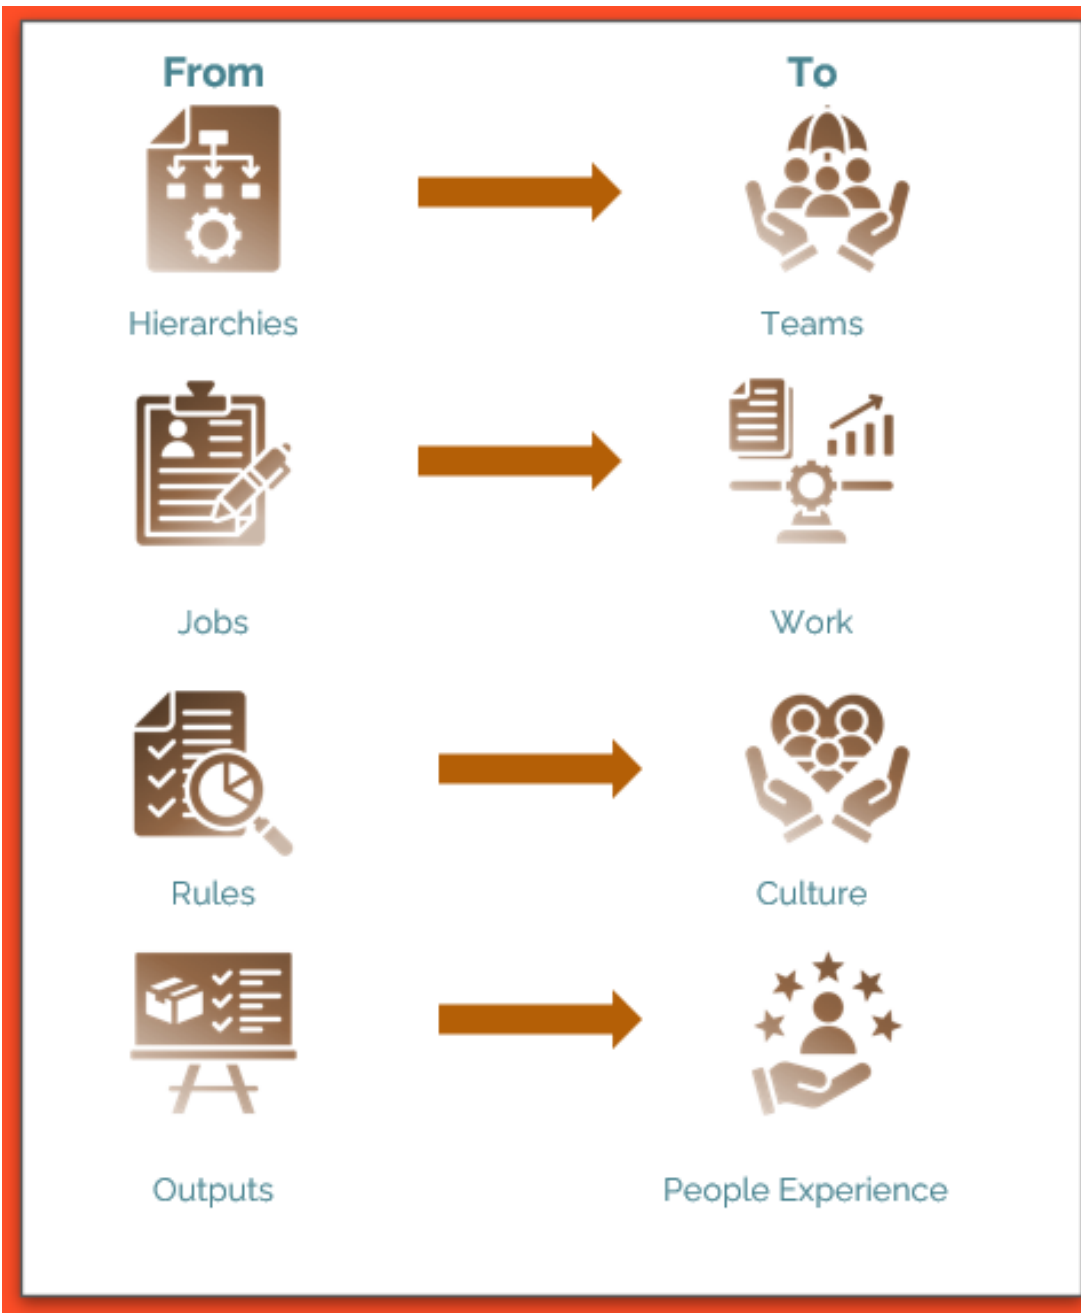 From
To
Hierarchies
Teams
Jobs
Work
Rules
Culture
Outputs
People Experience